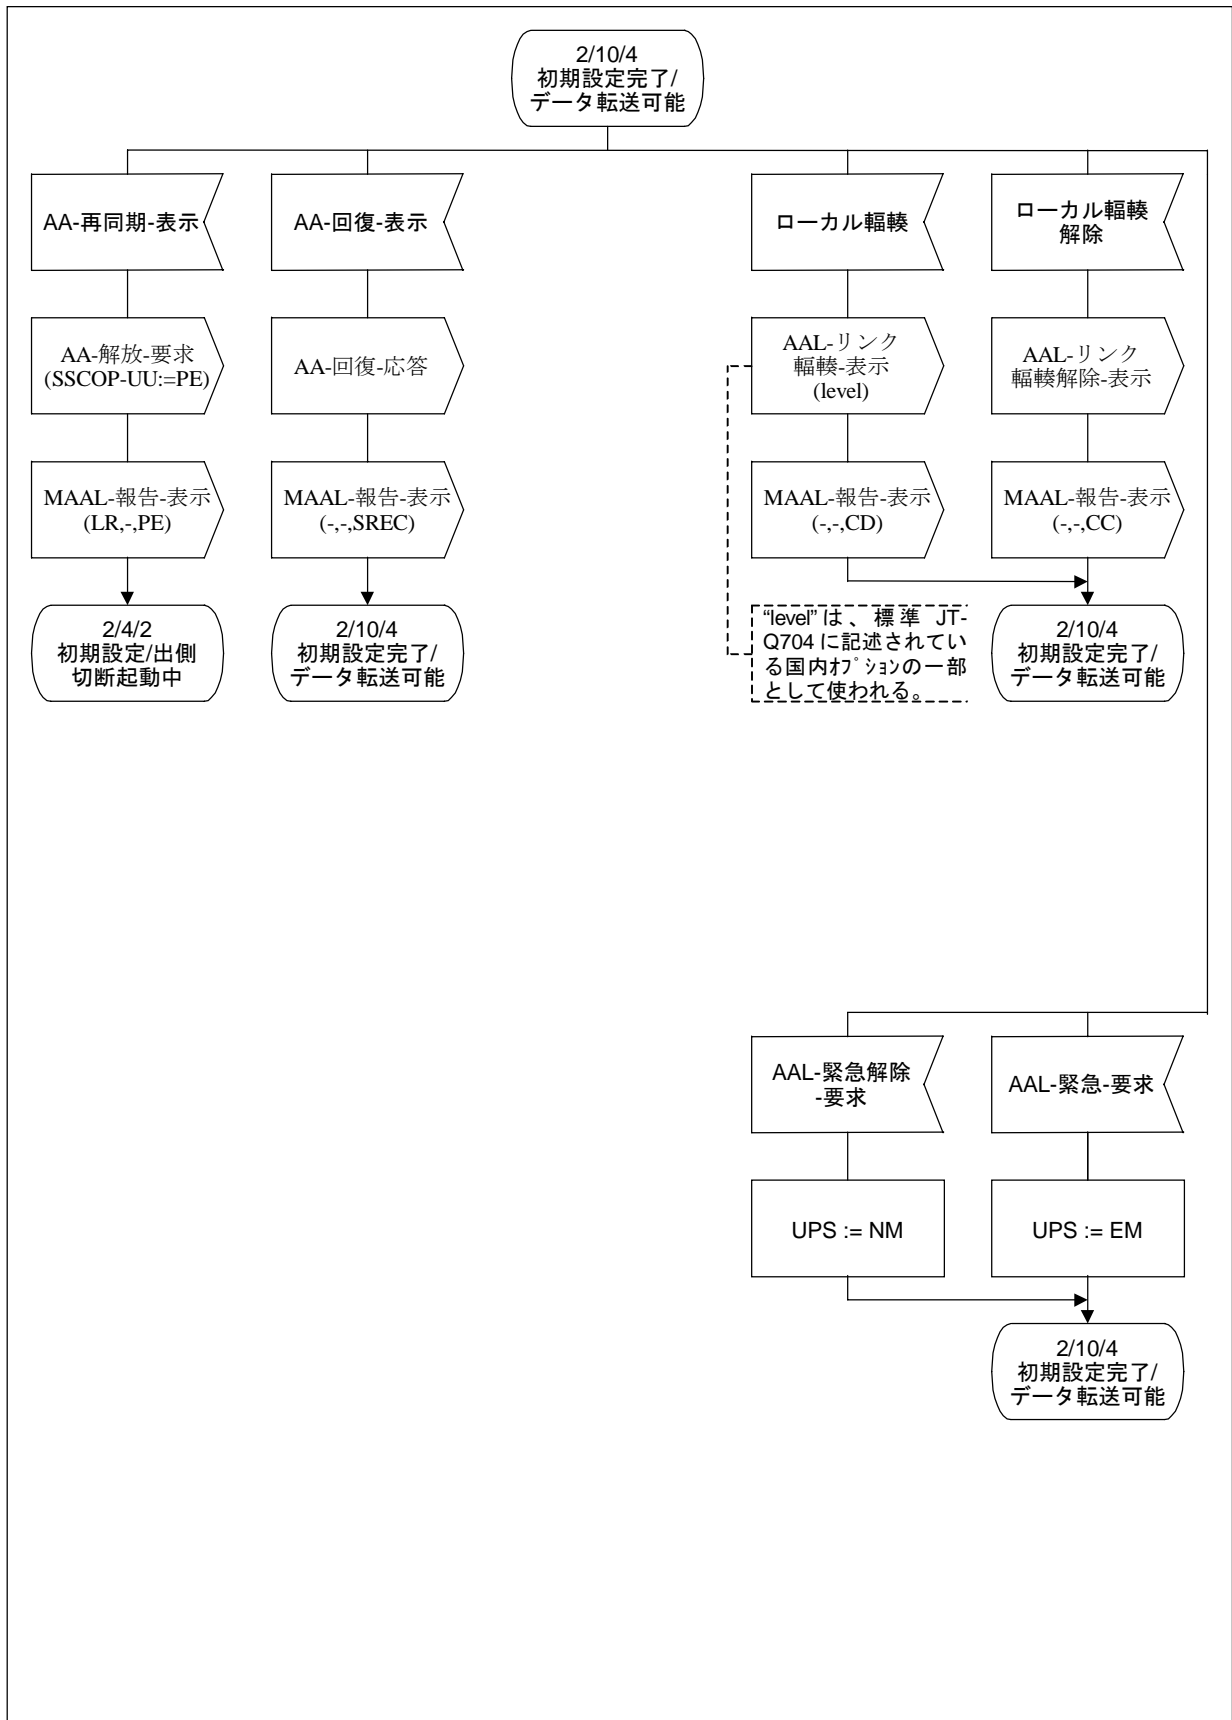 2/10/4
初期設定完了/
データ転送可能
AA-再同期-表示
AA-回復-表示
ローカル輻輳
ローカル輻輳
解除
AA-解放-要求
(SSCOP-UU:=PE)
AA-回復-応答
AAL-リンク
輻輳-表示
(level)
AAL-リンク
輻輳解除-表示
MAAL-報告-表示
(LR,-,PE)
MAAL-報告-表示
(-,-,SREC)
MAAL-報告-表示
(-,-,CD)
MAAL-報告-表示
(-,-,CC)
2/4/2
初期設定/出側
切断起動中
2/10/4
初期設定完了/
データ転送可能
“level”は、標準 JT-
Q704に記述されてい
る国内ｵﾌﾟｼｮﾝの一部
として使われる。
2/10/4
初期設定完了/
データ転送可能
AAL-緊急解除
-要求
AAL-緊急-要求
UPS := NM
UPS := EM
2/10/4
初期設定完了/
データ転送可能